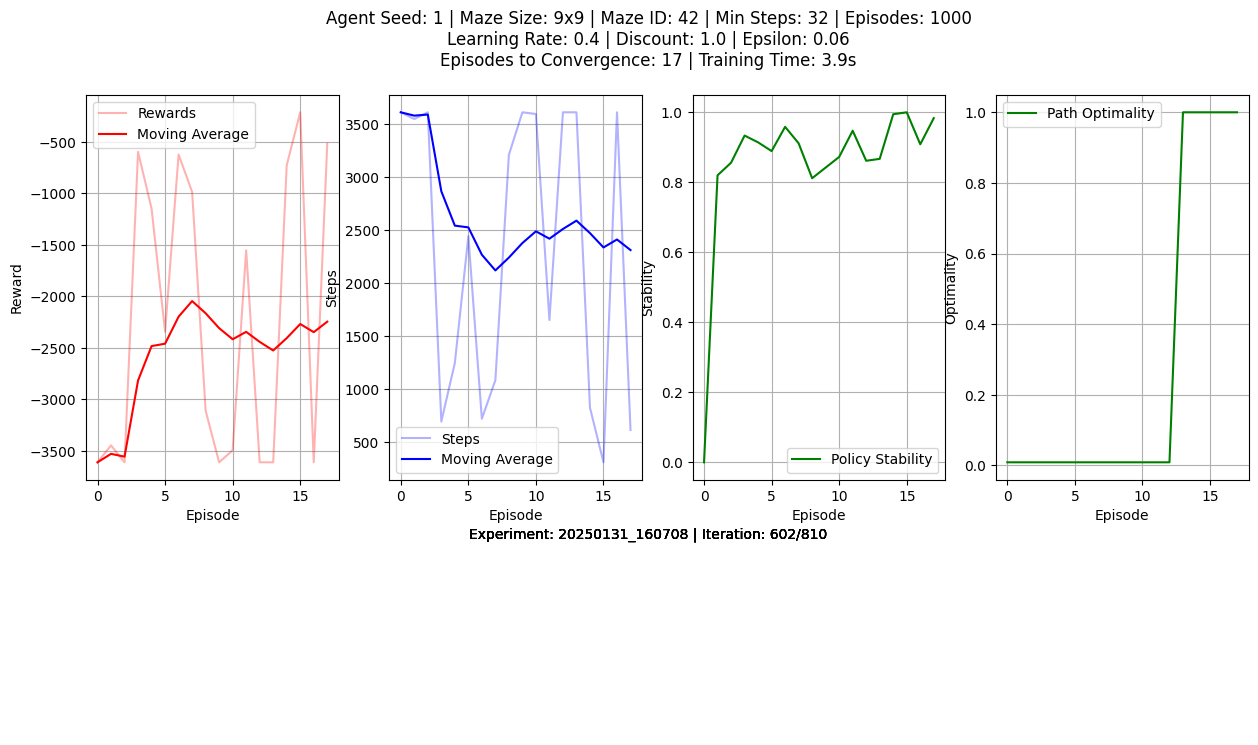 Agent Seed: 1 | Maze Size: 9x9 | Maze ID: 42 | Min Steps: 32 | Episodes: 1000
Learning Rate: 0.4 | Discount: 1.0 | Epsilon: 0.06
Episodes to Convergence: 17 | Training Time: 3.9s
Rewards
Moving Average
−500
−1000
−1500
−2000
−2500
−3000
−3500
Reward
0
5
10
15
Episode
3500
3000
2500
2000
1500
1000
500
Steps
Steps
Moving Average
0
5
10
15
Episode
1.0
0.8
0.6
0.4
0.2
0.0
Stability
Policy Stability
0
5
10
15
Episode
Path Optimality
1.0
0.8
0.6
0.4
0.2
0.0
Optimality
0
5
10
15
Episode
Experiment: 20250131_160708 | Iteration: 602/810